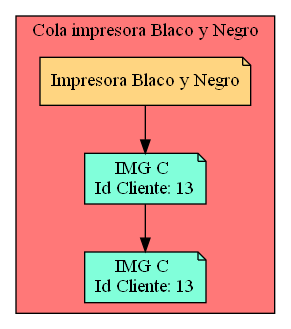 Cola impresora Blaco y Negro
Impresora Blaco y Negro
IMG C
Id Cliente: 13
IMG C
Id Cliente: 13